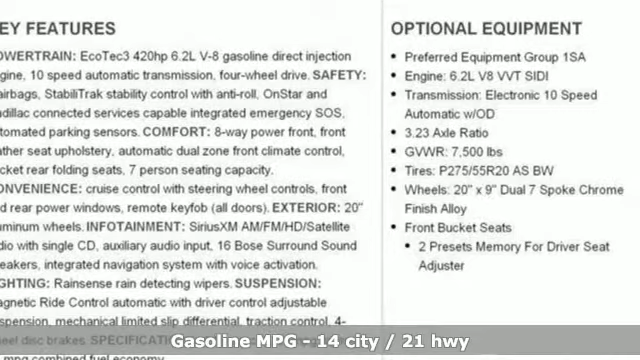 EY FEATURES
OWERTRAIN: EcoTec3 420hp 6.2L V-8 gasoline direct injection
gine, 10 speed automatic transmission, four-wheel drive. SAFETY:
airbags, StabiliTrak stability control with anti-roll, OnStar and
adillac connected services capable integrated emergency SOS,
tomated parking sensors. COMFORT: 8-way power front, front
ather seat upholstery, automatic dual zone front climate control,
cket rear folding seats, 7 person seating capacity.
ONVENIENCE: cruise control with steering wheel controls, front
d rear power windows, remote keyfob (all doors). EXTERIOR: 20"
uminum wheels. INFOTAINMENT: SiriusXM AM/FM/HD/Satellite
dio with single CD, auxiliary audio input, 16 Bose Surround Sound
eakers, integrated navigation system with voice activation.
GHTING: Rainsense rain detecting wipers. SUSPENSION:
agnetic Ride Control automatic with driver control adjustable
spension, mechanical limited slip differential, traction control, 4-
heel disc brakes. SPECIFICATION
mpg combined fuel economy
OPTIONAL EQUIPMENT
• Preferred Equipment Group 1SA
• Engine: 6.2L V8 VVT SIDI
• Transmission: Electronic 10 Speed
Automatic w/OD
• 3.23 Axle Ratio
• GVWR: 7,500 lbs
• Tires: P275/55R20 AS BW
• Wheels: 20" x 9" Dual 7 Spoke Chrome
Finish Alloy
• Front Bucket Seats
• 2 Presets Memory For Driver Seat
Adjuster
Gasoline MPG - 14 city / 21 hwy